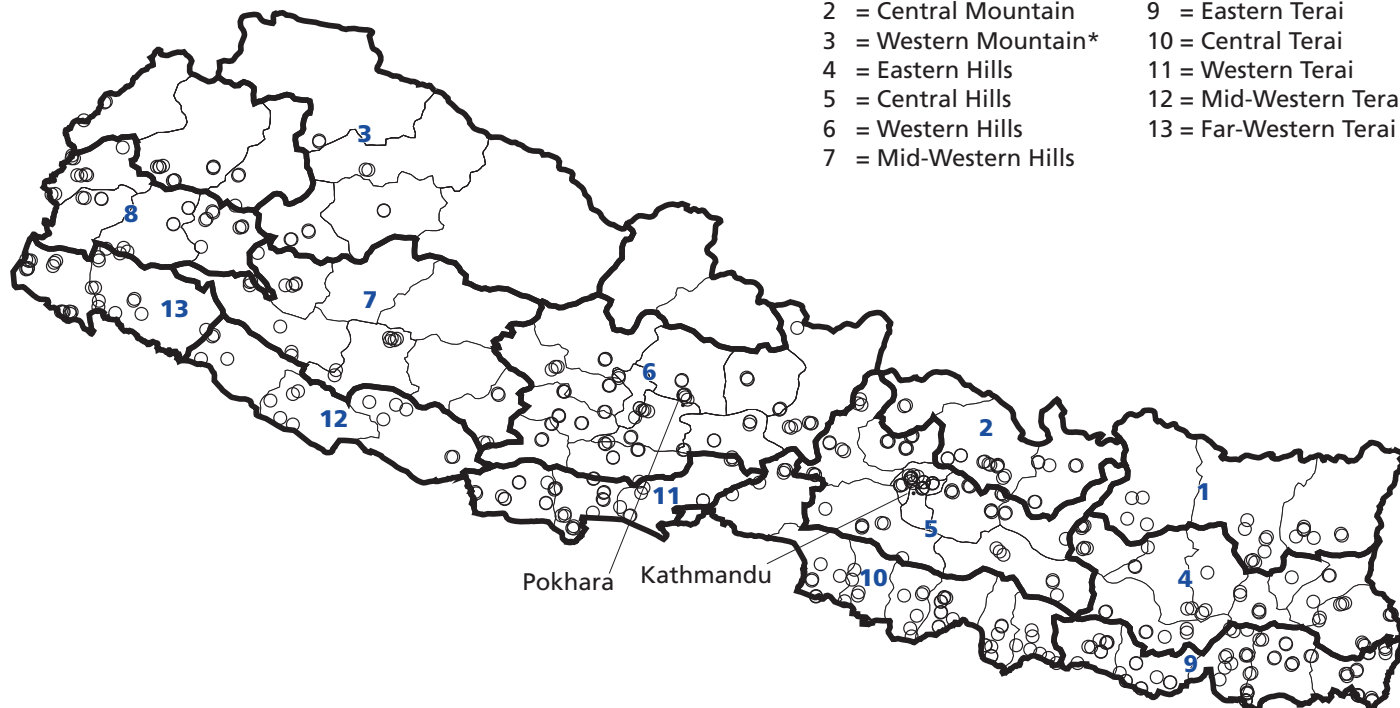 2 = Central Mountain
3 = Western Mountain*
4 = Eastern Hills
5 = Central Hills
6 = Western Hills
7 = Mid-Western Hills
9 = Eastern Terai
10 = Central Terai
11 = Western Terai
12 = Mid-Western Tera
13 = Far-Western Terai
3
8
7
13
6
12
2
11
1
5
Pokhara
Kathmandu
10
4
9